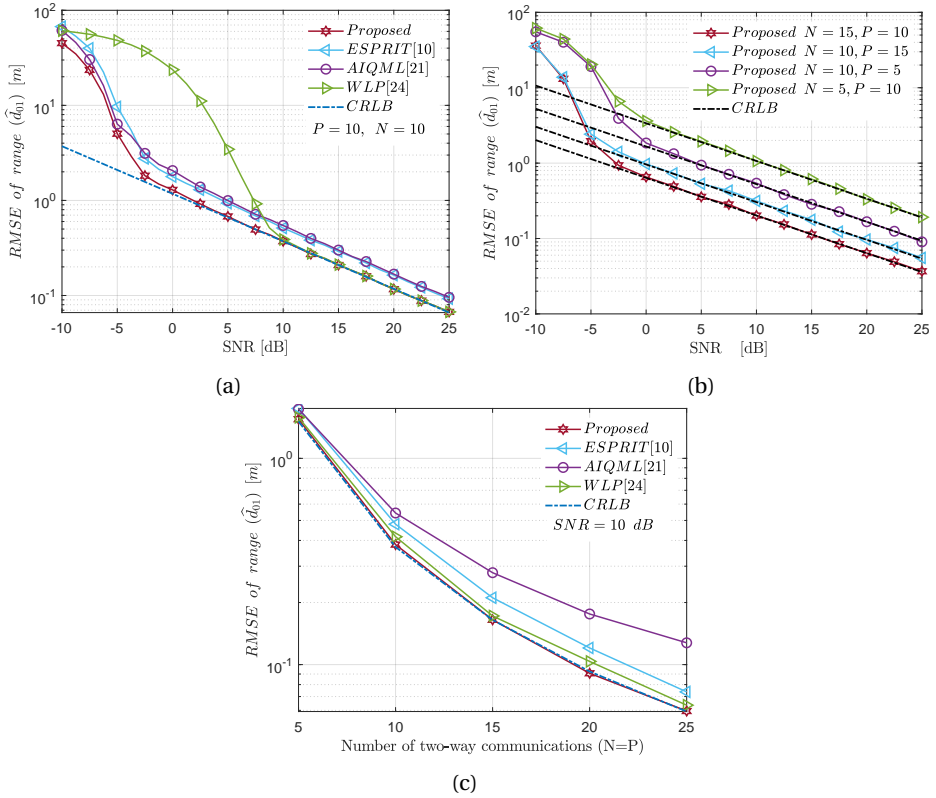 10^2
10^1
10^0
10^-1
RMSE of range (d̂_01) [m]
-10 -5 0 5 10 15 20 25
SNR [dB]
Proposed
ESPRIT[10]
AIQML[21]
WLP[24]
CRLB
P = 10, N = 10
(a)
10^2
10^1
10^0
10^-1
10^-2
RMSE of range (d̂_01) [m]
-10 -5 0 5 10 15 20 25
SNR [dB]
Proposed N = 15, P = 10
Proposed N = 10, P = 15
Proposed N = 10, P = 5
Proposed N = 5, P = 10
CRLB
(b)
10^0
10^-1
RMSE of range (d̂_01) [m]
5 10 15 20 25
Number of two-way communications (N=P)
Proposed
ESPRIT[10]
AIQML[21]
WLP[24]
CRLB
SNR = 10 dB
(c)